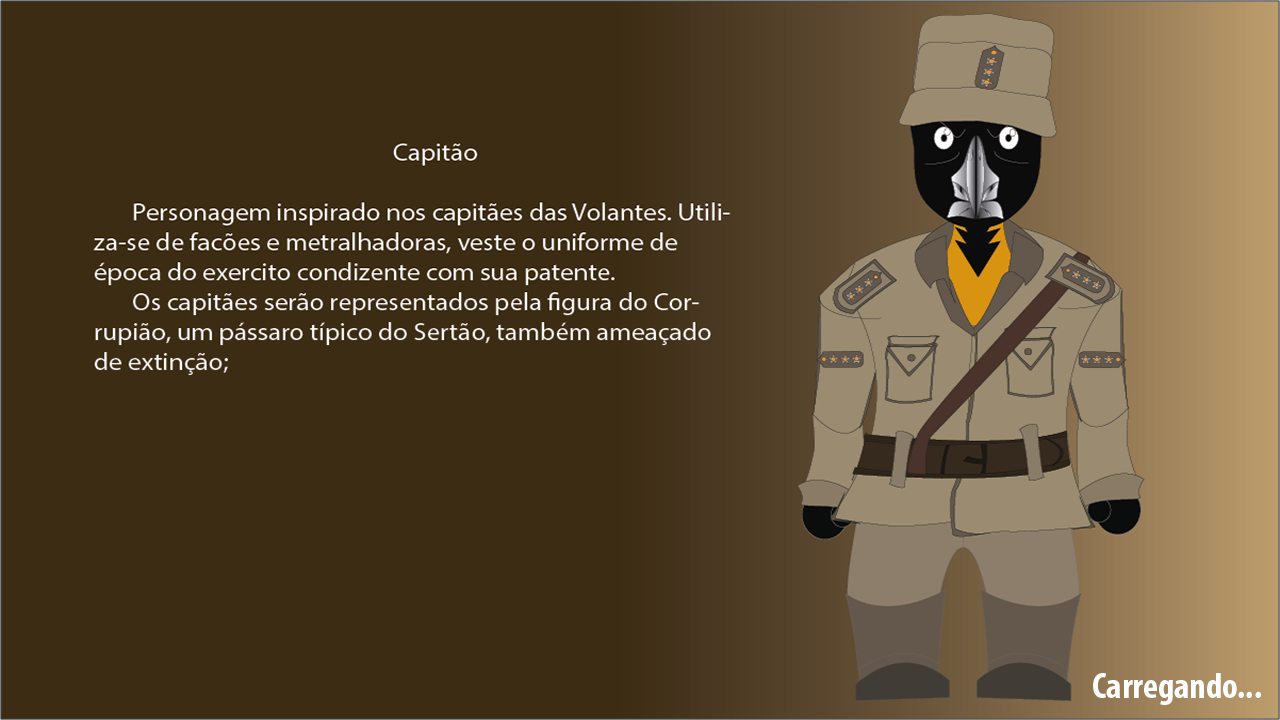 Capitão
Personagem inspirado nos capitães das Volantes. Utili-
za-se de facões e metralhadoras, veste o uniforme de
época do exercito condizente com sua patente.
Os capitães serão representados pela figura do Cor-
rupião, um pássaro típico do Sertão, também ameaçado
de extinção;
Carregando...